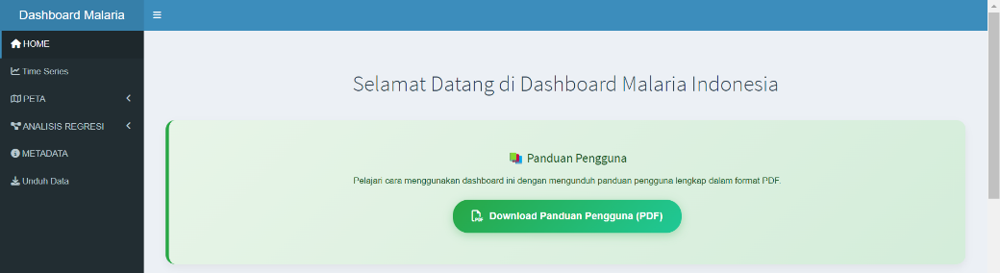 Dashboard Malaria
HOME
Time Series
PETA
ANALISIS REGRESI
METADATA
Unduh Data
Selamat Datang di Dashboard Malaria Indonesia
Panduan Pengguna
Pelajari cara menggunakan dashboard ini dengan mengunduh panduan pengguna lengkap dalam format PDF.
Download Panduan Pengguna (PDF)